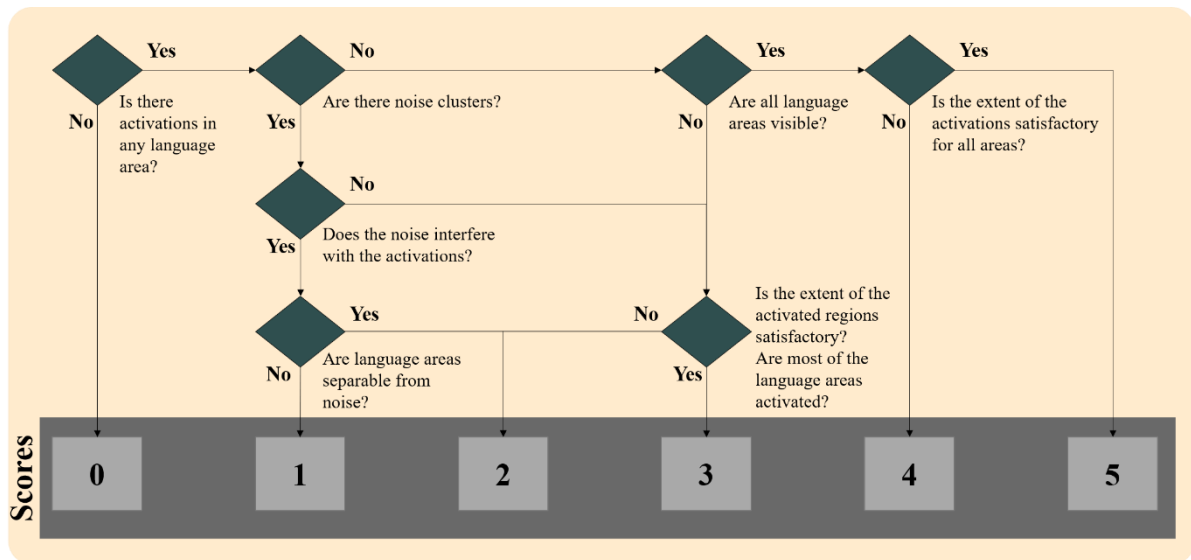 Yes
No
Is there
activations in
any language
area?
No
Yes
Are there noise clusters?
Yes
Are all language
areas visible?
No
Yes
Is the extent of the
activations satisfactory
for all areas?
No
No
Does the noise interfere
with the activations?
Yes
Yes
Are language areas
separable from
noise?
No
No
Is the extent of the
activated regions
satisfactory?
Are most of the
language areas
activated?
Yes
Scores
0
1
2
3
4
5